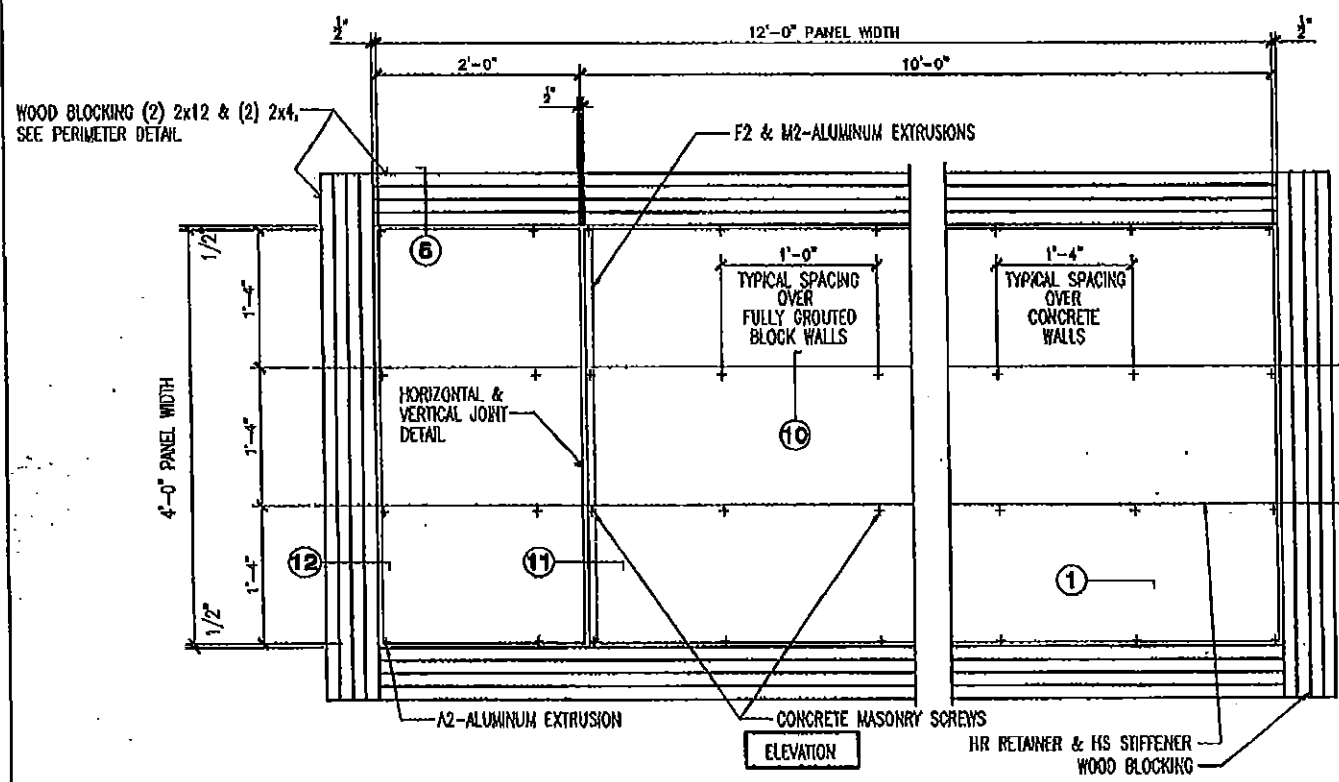 1/2"
12'-0" PANEL WIDTH
1/2"
2'-0"
10'-0"
1/2"
WOOD BLOCKING (2) 2x12 & (2) 2x4,
SEE PERIMETER DETAIL
F2 & M2-ALUMINUM EXTRUSIONS
6
1/2"
1'-4"
1'-0"
TYPICAL SPACING
OVER
FULLY GROUTED
BLOCK WALLS
1'-4"
TYPICAL SPACING
OVER
CONCRETE
WALLS
4'-0" PANEL WIDTH
1'-4"
HORIZONTAL &
VERTICAL JOINT
DETAIL
10
1'-4"
12
11
1
1/2"
A2-ALUMINUM EXTRUSION
CONCRETE MASONRY SCREWS
ELEVATION
HR RETAINER & HS STIFFENER
WOOD BLOCKING